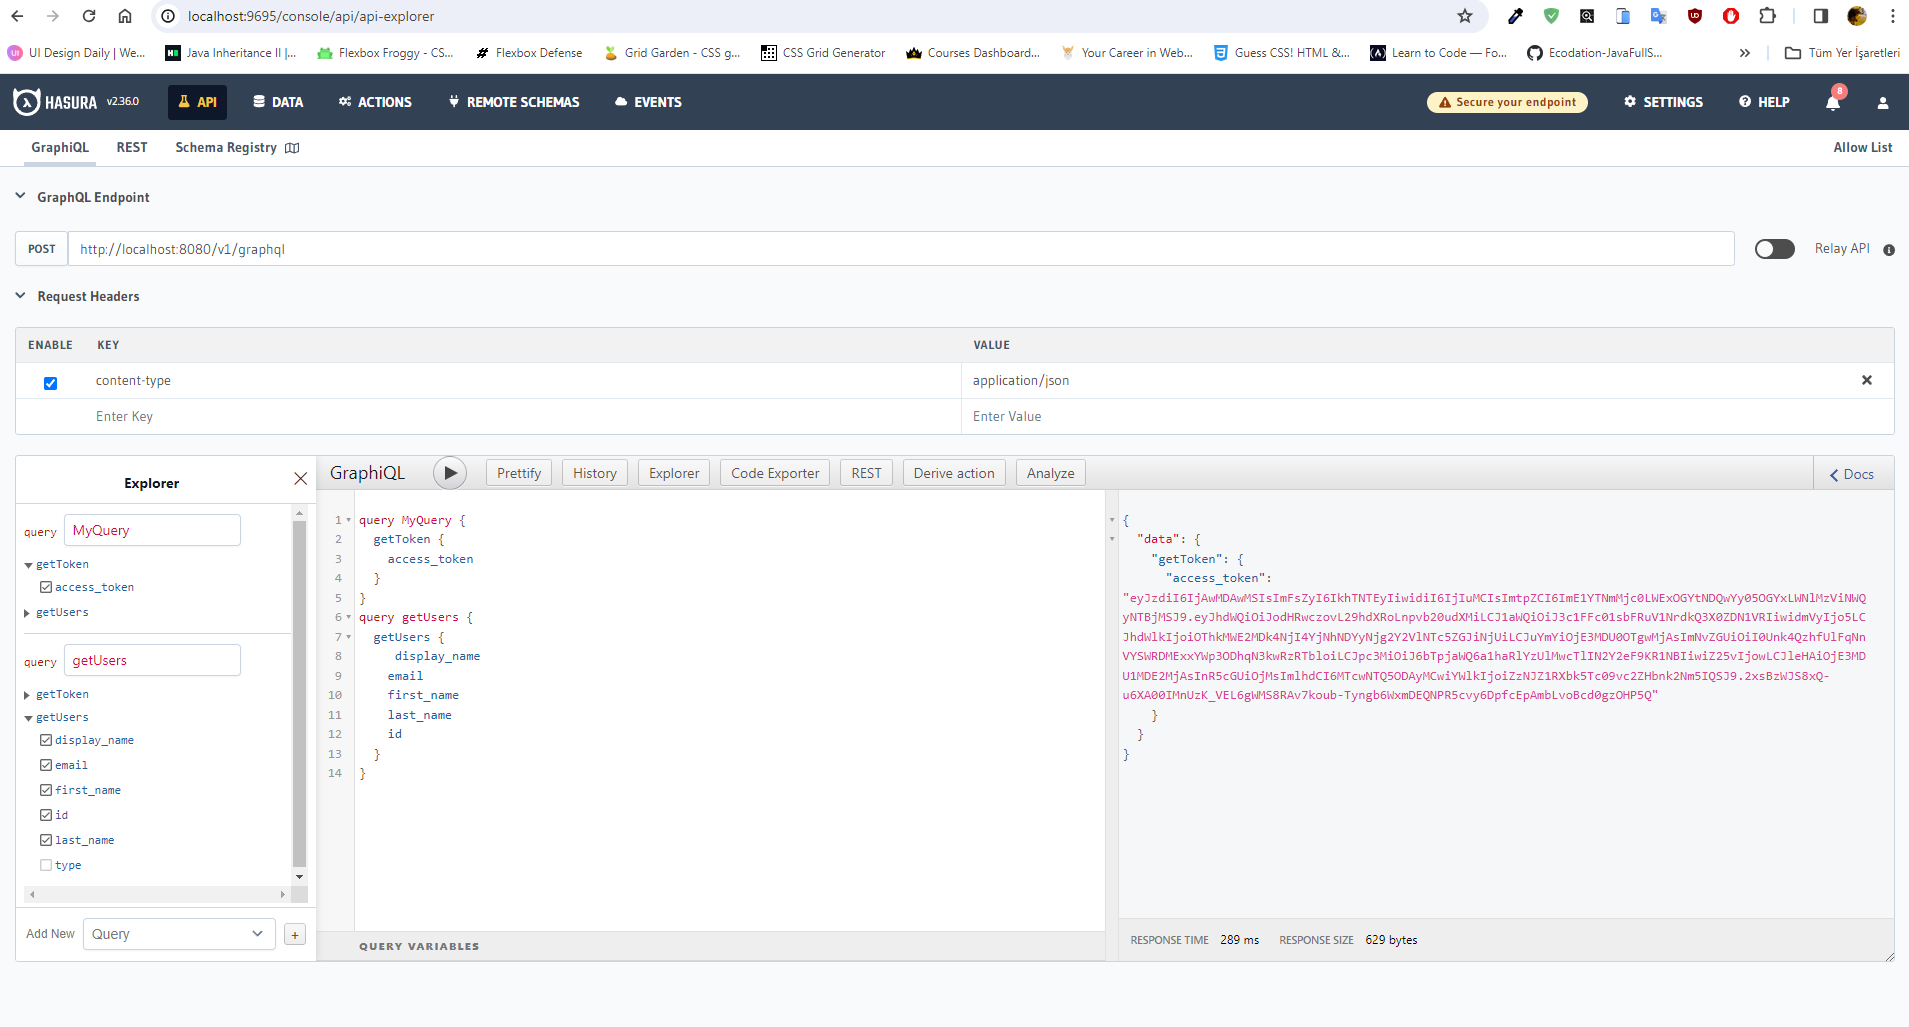 localhost:9695/console/api/api-explorer
UI Design Daily | We...
Java Inheritance II |...
Flexbox Froggy - CS...
Flexbox Defense
Grid Garden - CSS g...
CSS Grid Generator
Courses Dashboard...
Your Career in Web...
Guess CSS! HTML &...
Learn to Code — Fo...
Ecodation-JavaFullS...
Tüm Yer İşaretleri
HASURA v2.36.0
API
DATA
ACTIONS
REMOTE SCHEMAS
EVENTS
Secure your endpoint
SETTINGS
HELP
8
GraphiQL
REST
Schema Registry
Allow List
GraphQL Endpoint
POST
http://localhost:8080/v1/graphql
Relay API
Request Headers
ENABLE KEY VALUE
content-type application/json
Enter Key Enter Value
Explorer
query MyQuery
getToken
access_token
getUsers
query getUsers
getToken
getUsers
display_name
email
first_name
id
last_name
type
Add New Query +
GraphiQL
Prettify
History
Explorer
Code Exporter
REST
Derive action
Analyze
Docs
1 query MyQuery {
2 getToken {
3 access_token
4 }
5 }
6 query getUsers {
7 getUsers {
8 display_name
9 email
10 first_name
11 last_name
12 id
13 }
14 }
QUERY VARIABLES
{
"data": {
"getToken": {
"access_token":
}
}
}
RESPONSE TIME 289 ms RESPONSE SIZE 629 bytes